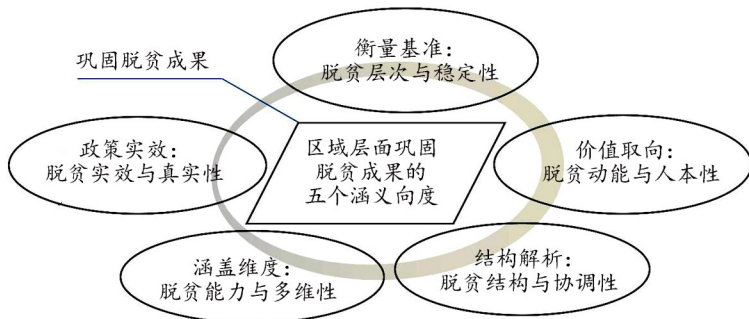 巩固脱贫成果
衡量基准：
脱贫层次与稳定性
政策实效：
脱贫实效与真实性
区域层面巩固
脱贫成果的
五个涵义向度
价值取向：
脱贫动能与人本性
涵盖维度：
脱贫能力与多维性
结构解析：
脱贫结构与协调性